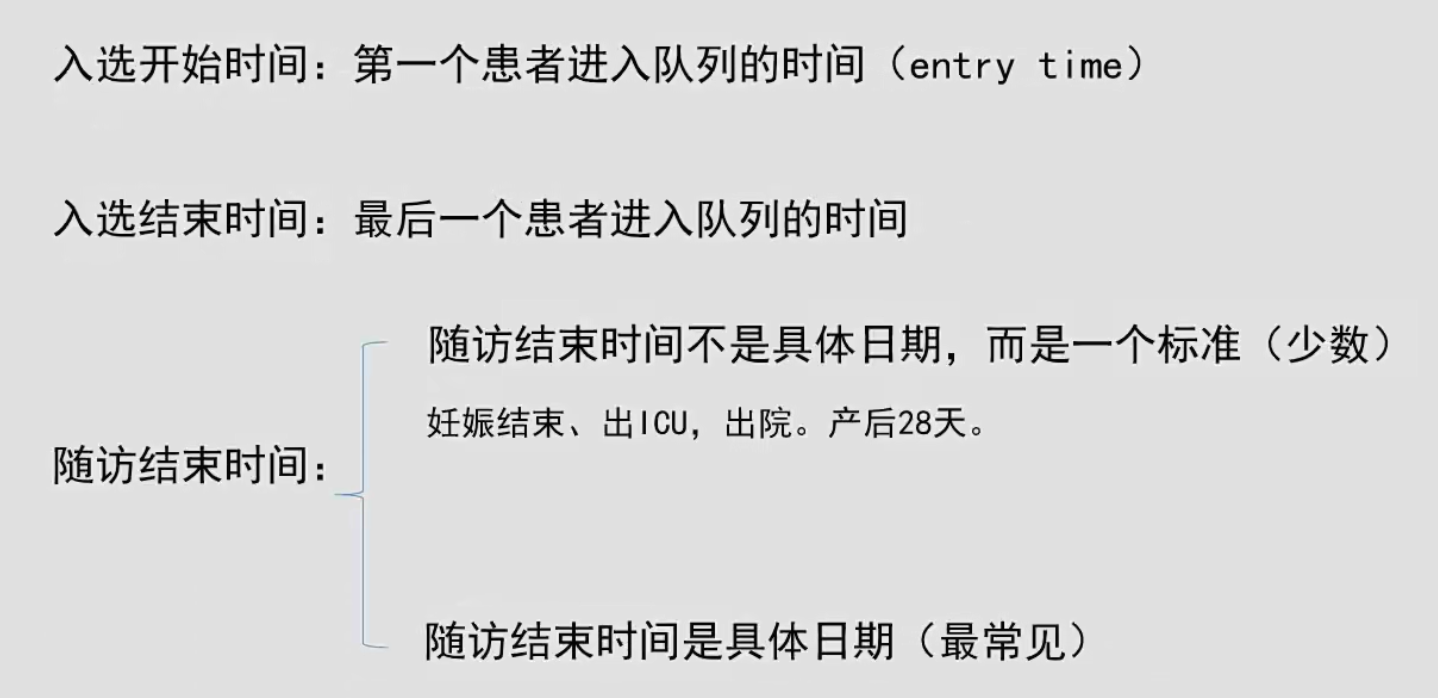 入选开始时间：第一个患者进入队列的时间（entry time）
入选结束时间：最后一个患者进入队列的时间
随访结束时间：
随访结束时间不是具体日期，而是一个标准（少数）
妊娠结束、出ICU，出院。产后28天。
随访结束时间是具体日期（最常见）